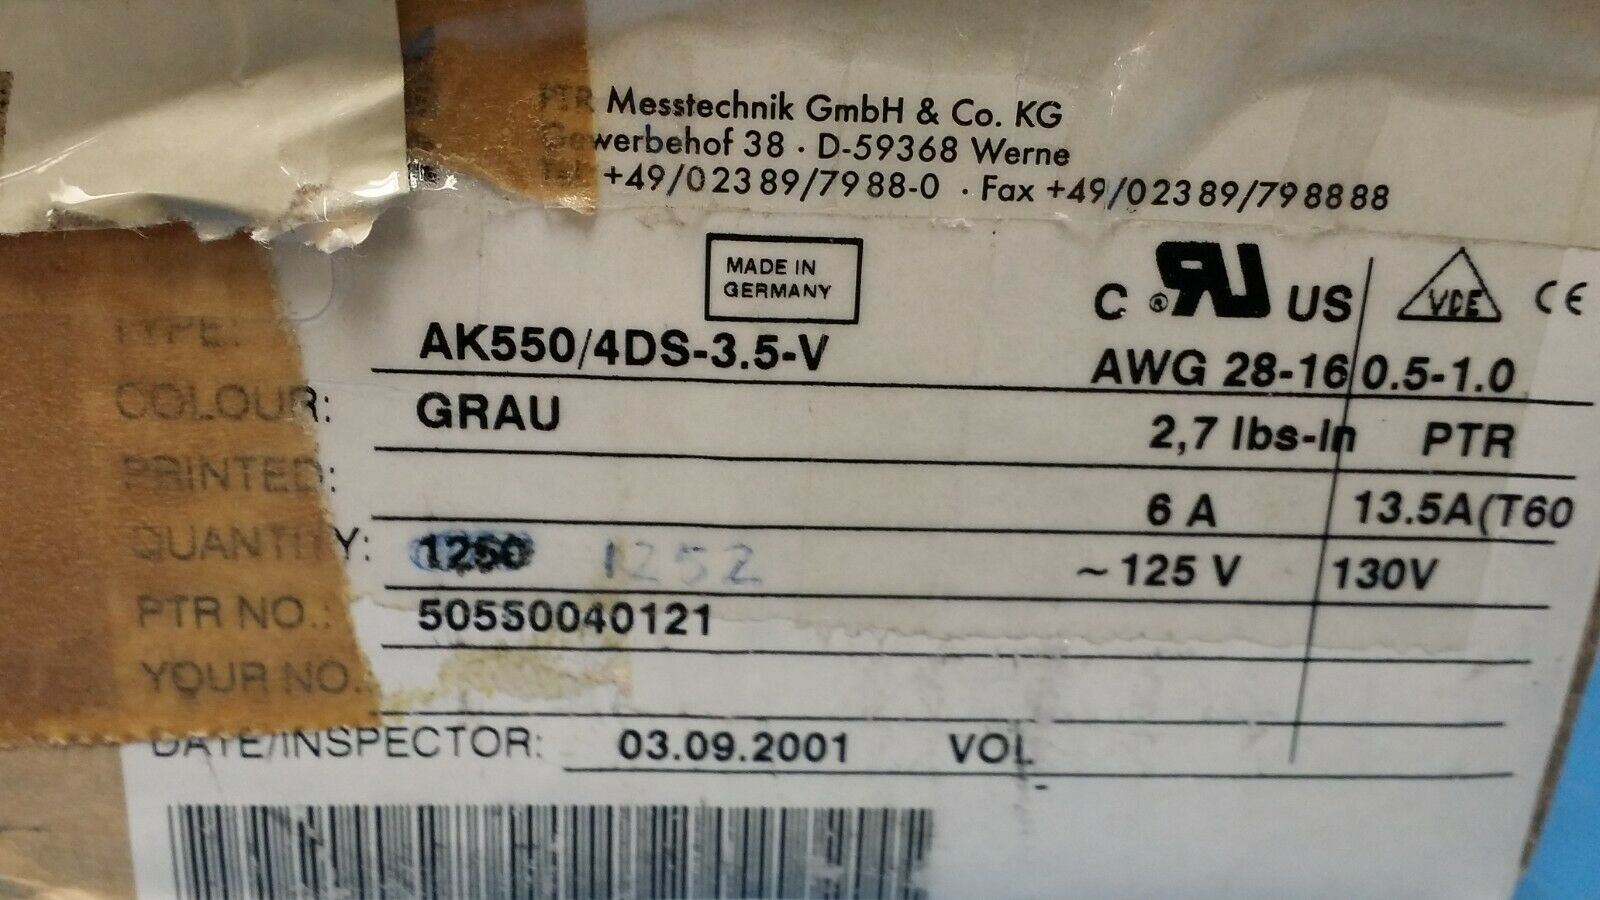 PTR Messtechnik GmbH & Co. KG
Gewerbehof 38 · D-59368 Werne
Tel. +49/02389/7988-0 · Fax +49/02389/798888
MADE IN
GERMANY
C ® RU US VDE CE
TYPE: AK550/4DS-3.5-V AWG 28-16 0.5-1.0
COLOUR: GRAU 2,7 lbs-In PTR
PRINTED: 6 A 13.5A(T60
QUANTITY: 1250 1252 ~ 125 V 130V
PTR NO.: 50550040121
YOUR NO.
DATE/INSPECTOR: 03.09.2001 VOL